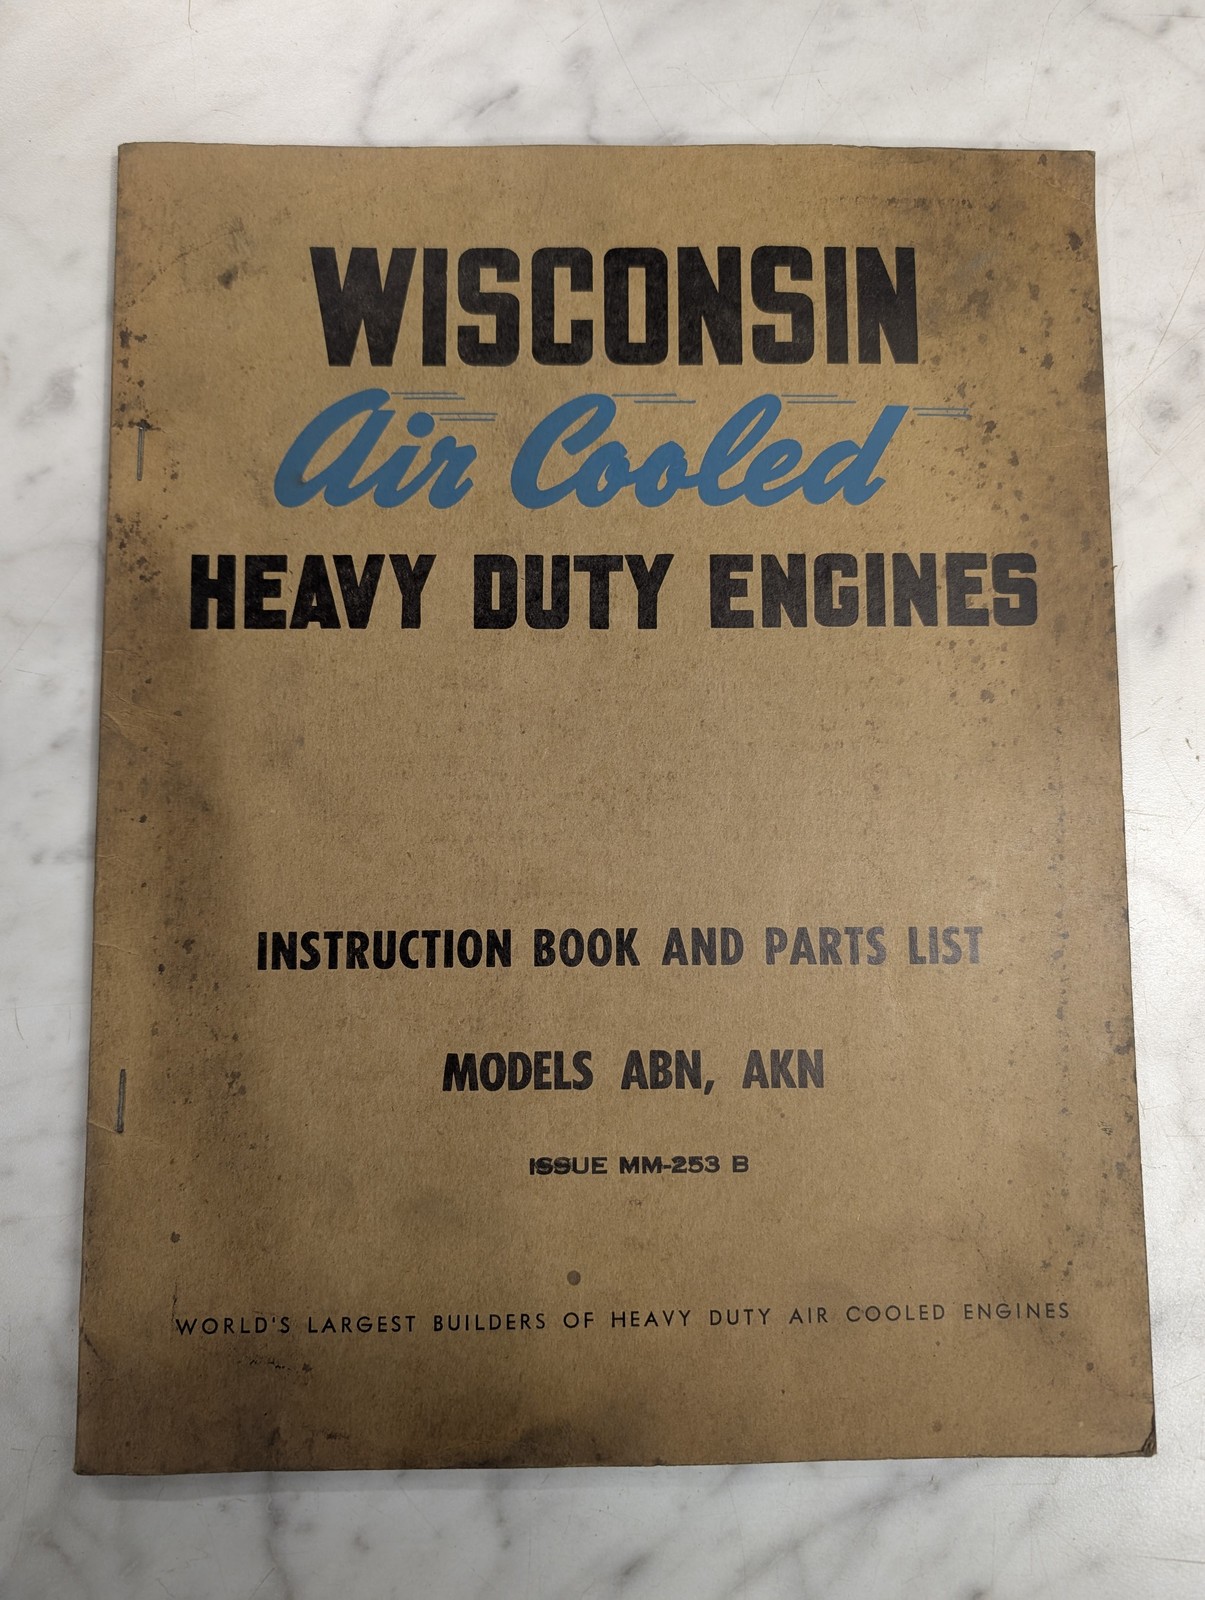 WISCONSIN
Air Cooled
HEAVY DUTY ENGINES
INSTRUCTION BOOK AND PARTS LIST
MODELS ABN, AKN
ISSUE MM-253 B
WORLD'S LARGEST BUILDERS OF HEAVY DUTY AIR COOLED ENGINES